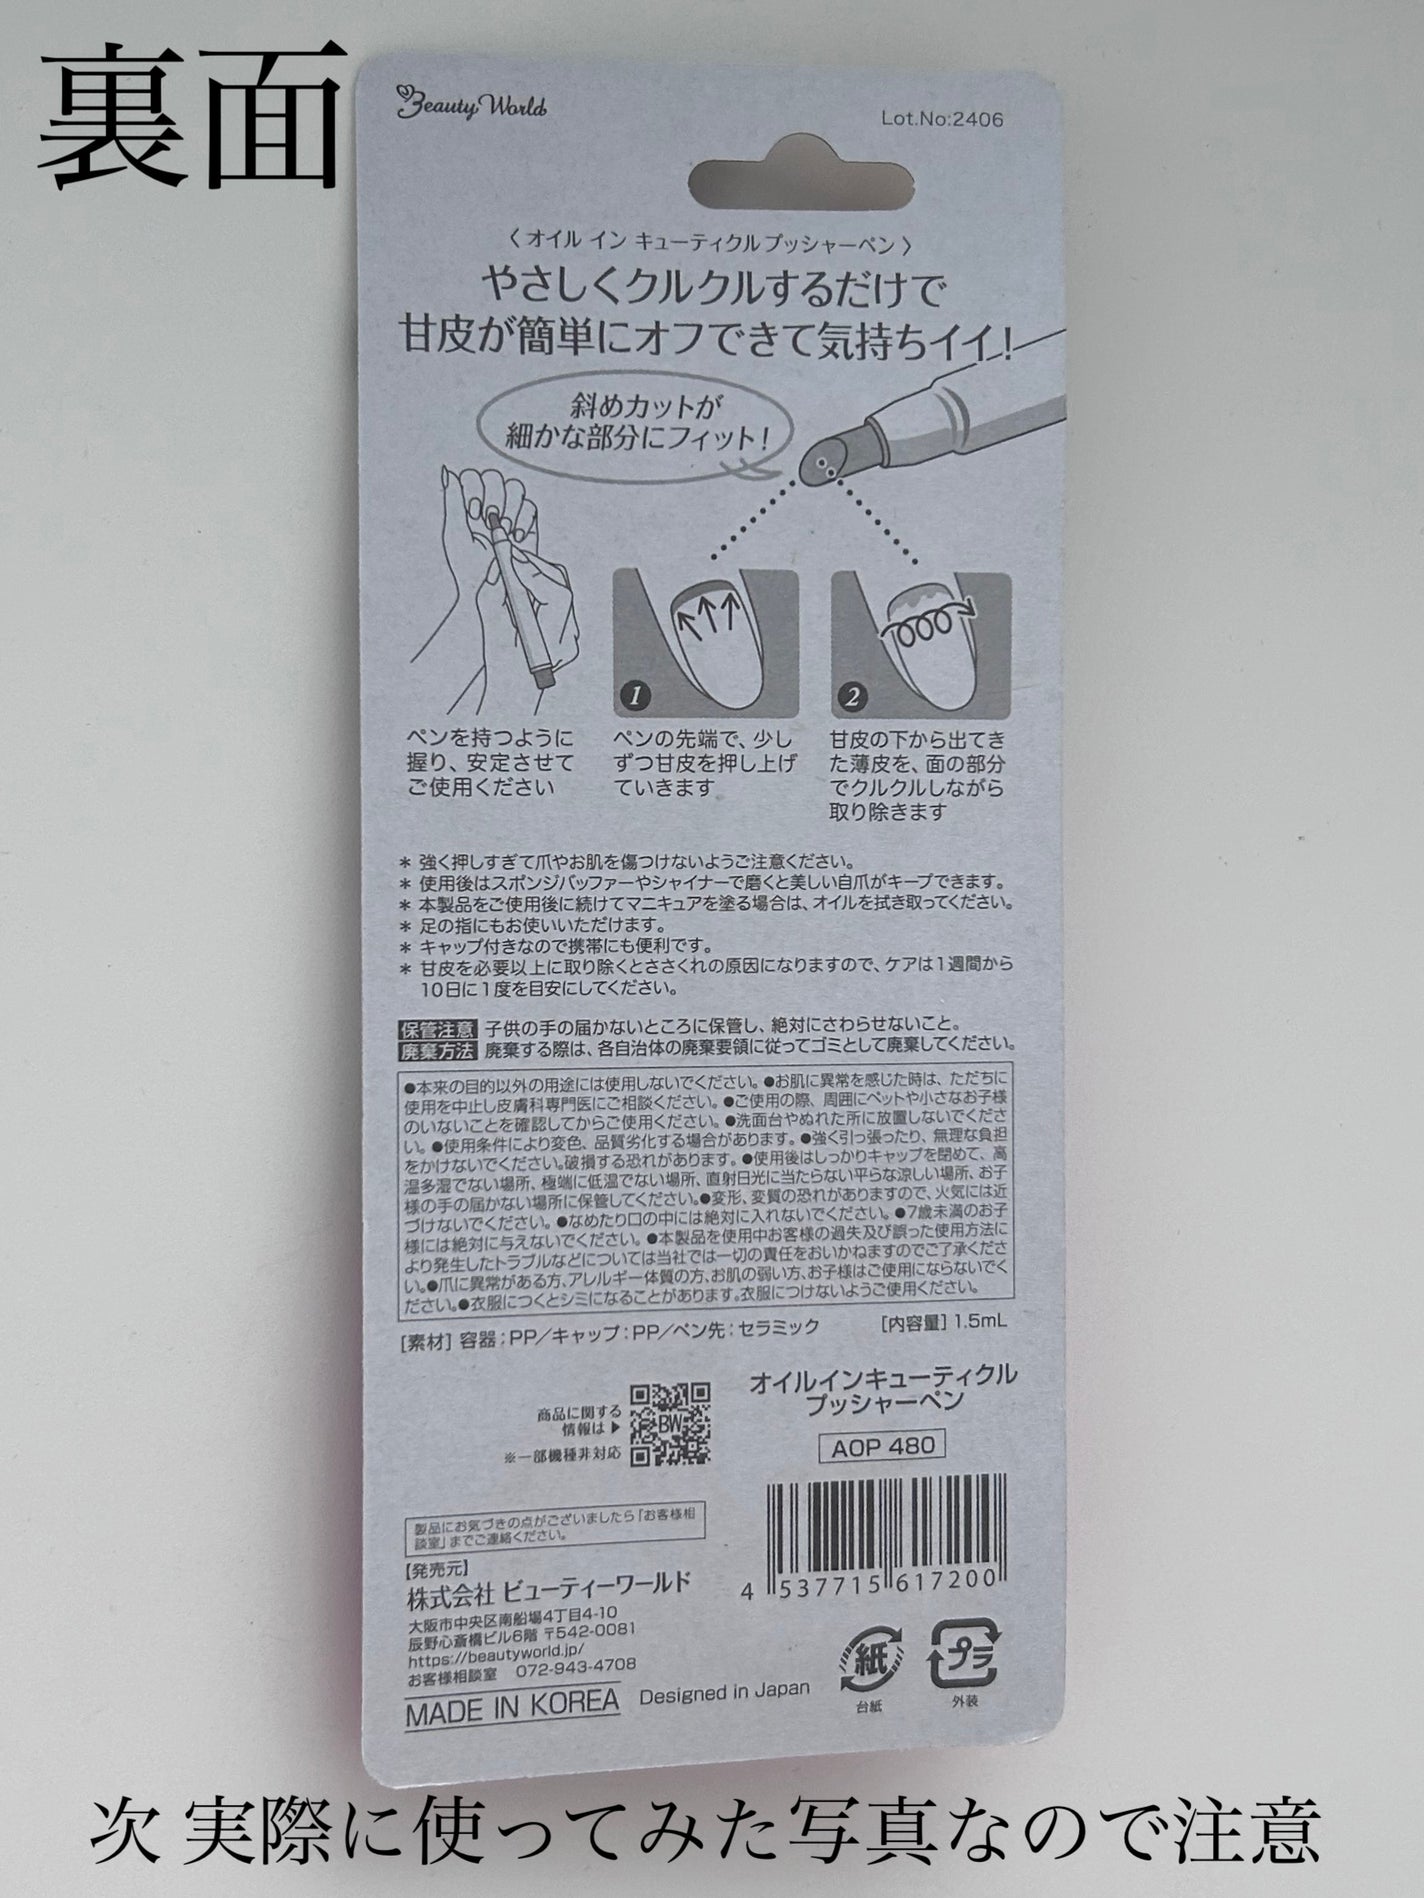 裏面
Beauty World
Lot.No:2406
〈 オイル イン キューティクル プッシャーペン 〉
やさしくクルクルするだけで
甘皮が簡単にオフできて気持ちイイ!
斜めカットが
細かな部分にフィット!
ペンを持つように
握り、安定させて
ご使用ください
1
ペンの先端で、少し
ずつ甘皮を押し上げ
ていきます
2
甘皮の下から出てき
た薄皮を、面の部分
でクルクルしながら
取り除きます
* 強く押しすぎて爪やお肌を傷つけないようご注意ください。
* 使用後はスポンジバッファーやシャイナーで磨くと美しい自爪がキープできます。
* 本製品をご使用後に続けてマニキュアを塗る場合は、オイルを拭き取ってください。
* 足の指にもお使いいただけます。
* キャップ付きなので携帯にも便利です。
* 甘皮を必要以上に取り除くとささくれの原因になりますので、ケアは1週間から
10日に1度を目安にしてください。
保管注意 子供の手の届かないところに保管し、絶対にさわらせないこと。
廃棄方法 廃棄する際は、各自治体の廃棄要領に従ってゴミとして廃棄してください。
●本来の目的以外の用途には使用しないでください。●お肌に異常を感じた時は、ただちに
使用を中止し皮膚科専門医にご相談ください。●ご使用の際、周囲にペットや小さなお子様
のいないことを確認してからご使用ください。●洗面台やぬれた所に放置しないでくださ
い。●使用条件により変色、品質劣化する場合があります。●強く引っ張ったり、無理な負担
をかけないでください。破損する恐れがあります。●使用後はしっかりキャップを閉めて、高
温多湿でない場所、極端に低温でない場所、直射日光に当たらない平らな涼しい場所、お子
様の手の届かない場所に保管してください。●変形、変質の恐れがありますので、火気には近
づけないでください。●なめたり口の中には絶対に入れないでください。●7歳未満のお子
様には絶対に与えないでください。●本製品を使用中お客様の過失及び誤った使用方法に
より発生したトラブルなどについては当社では一切の責任をおいかねますのでご了承くださ
い。●爪に異常がある方、アレルギー体質の方、お肌の弱い方、お子様はご使用にならないでく
ださい。●衣服につくとシミになることがあります。衣服につけないようご使用ください。
[素材] 容器:PP/キャップ:PP/ペン先:セラミック
[内容量] 1.5mL
商品に関する
情報は▶
※一部機種非対応
BW
オイルインキューティクル
プッシャーペン
AOP 480
製品にお気づきの点がございましたら「お客様相
談室」までご連絡ください。
【発売元】
株式会社 ビューティーワールド
大阪市中央区南船場4丁目4-10
辰野心斎橋ビル6階 〒542-0081
https://beautyworld.jp/
お客様相談室 072-943-4708
MADE IN KOREA Designed in Japan
4 537715 617200
紙
台紙
プラ
外装
次 実際に使ってみた写真なので注意